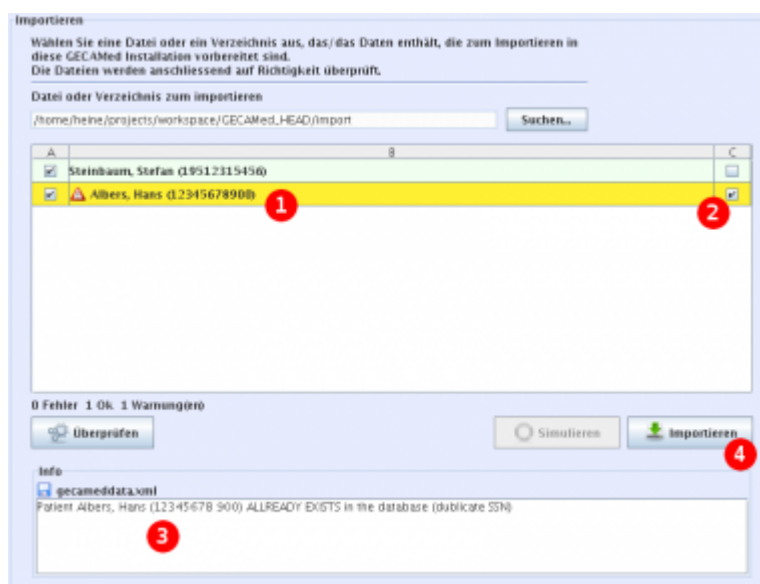 Importieren
Wählen Sie eine Datei oder ein Verzeichnis aus, das/das Daten enthält, die zum Importieren in
diese GECAMed Installation vorbereitet sind.
Die Dateien werden anschliessend auf Richtigkeit überprüft.
Datei oder Verzeichnis zum importieren
/home/heine/projects/workspace/GECAMed_HEAD/import
Suchen...
A B C
Steinbaum, Stefan (19512315456)
Albers, Hans (12345678900)
1
2
0 Fehler 1 Ok 1 Warnung(en)
Überprüfen
Simulieren
Importieren
4
Info
gecameddata.xml
Patient Albers, Hans (12345678 900) ALLREADY EXISTS in the database (dublicate SSN)
3